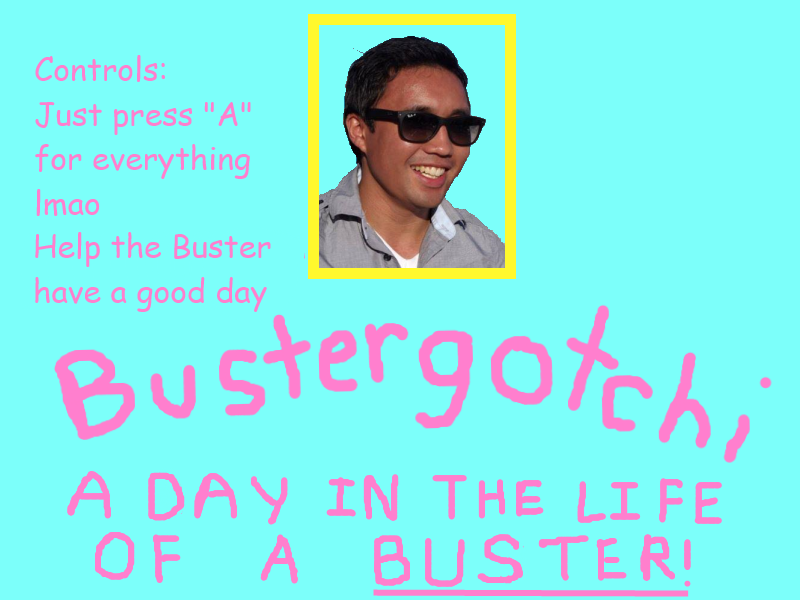 Controls:
Just press "A"
for everything
lmao
Help the Buster
have a good day
Bustergotchi
A DAY IN THE LIFE
OF A BUSTER!